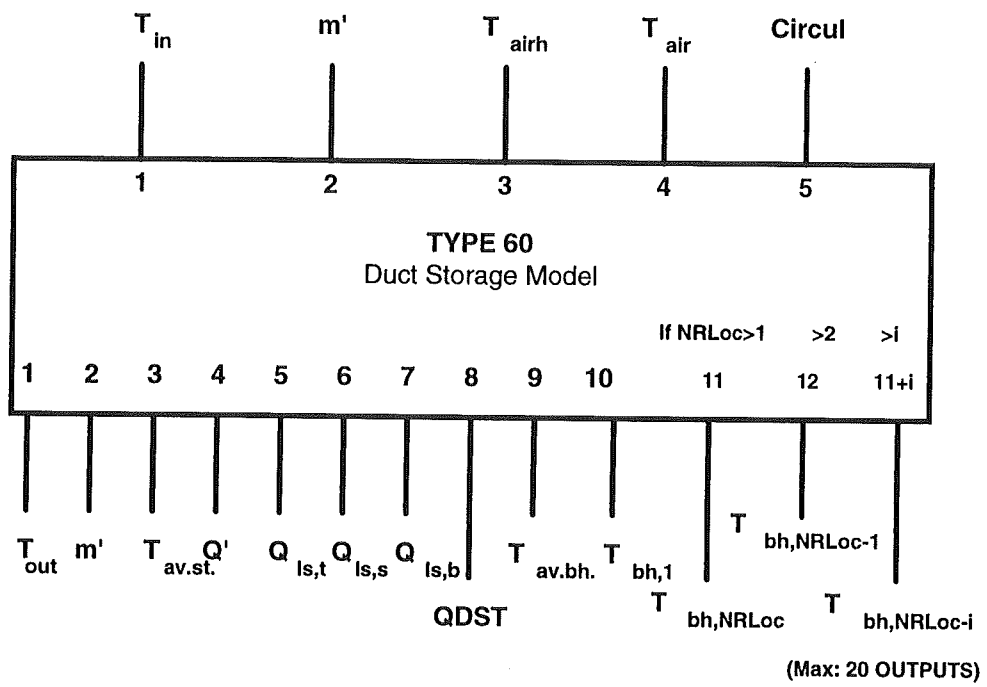 T in m' T airh T air Circul
1 2 3 4 5
TYPE 60
Duct Storage Model
If NRLoc>1 >2 >i
1 2 3 4 5 6 7 8 9 10 11 12 11+i
T out m' T av.st. Q' Q ls,t Q ls,s Q ls,b QDST T av.bh. T bh,1 T bh,NRLoc T bh,NRLoc-1 T bh,NRLoc-i
(Max: 20 OUTPUTS)